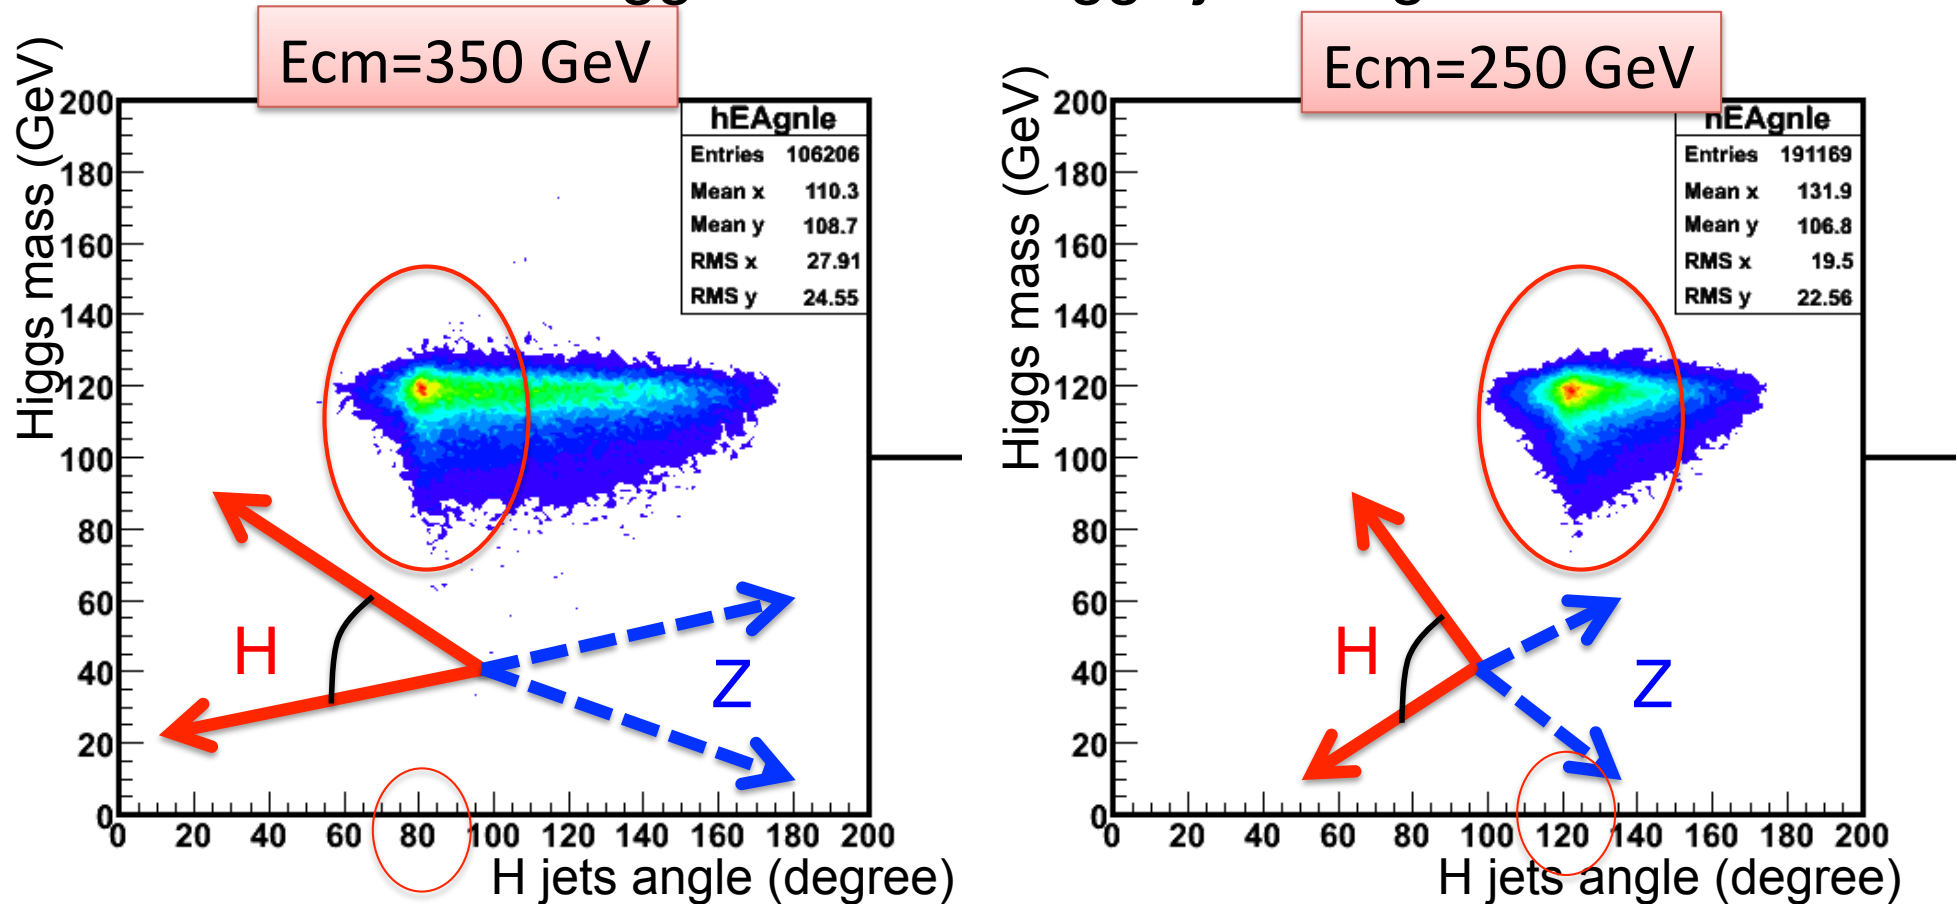 Ecm=350 GeV
Higgs mass (GeV)
200
180
160
140
120
100
80
60
40
20
0
hEAgnle
Entries 106206
Mean x 110.3
Mean y 108.7
RMS x 27.91
RMS y 24.55
H
Z
0 20 40 60 80 100 120 140 160 180 200
H jets angle (degree)
Ecm=250 GeV
Higgs mass (GeV)
200
180
160
140
120
100
80
60
40
20
0
hEAgnle
Entries 191169
Mean x 131.9
Mean y 106.8
RMS x 19.5
RMS y 22.56
H
Z
0 20 40 60 80 100 120 140 160 180 200
H jets angle (degree)